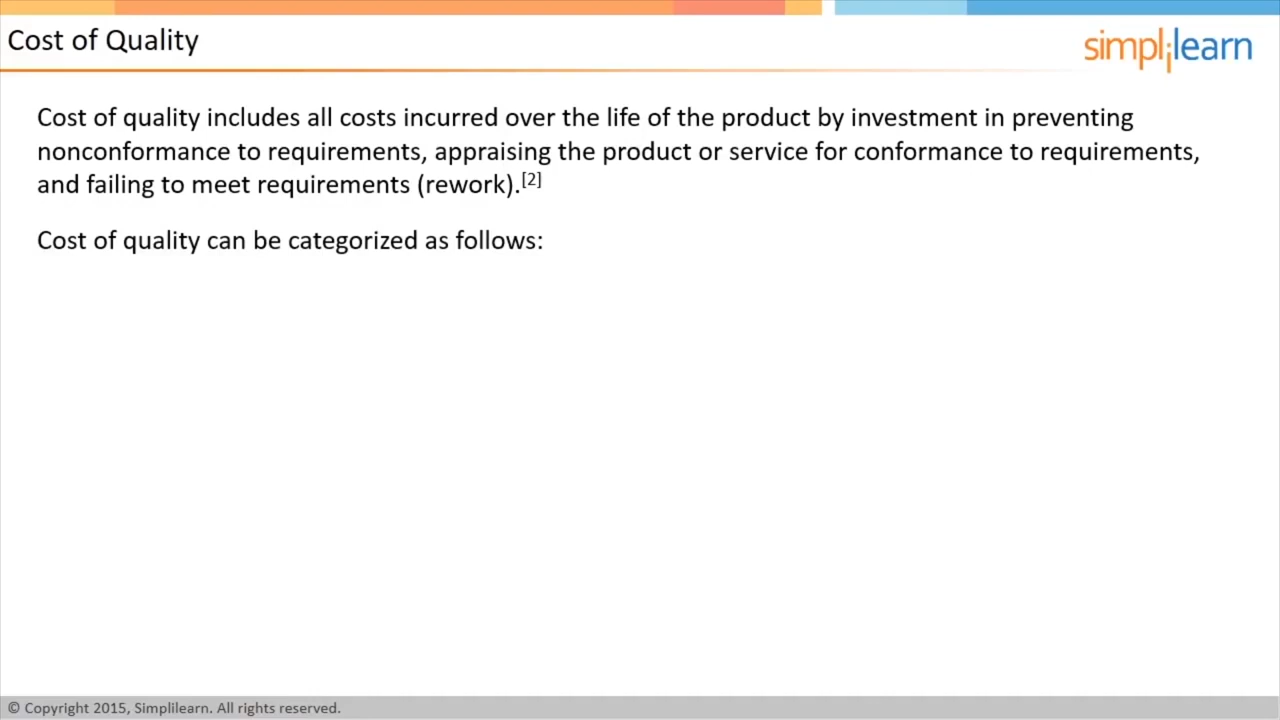 Cost of Quality
simplilearn
Cost of quality includes all costs incurred over the life of the product by investment in preventing
nonconformance to requirements, appraising the product or service for conformance to requirements,
and failing to meet requirements (rework).[2]
Cost of quality can be categorized as follows:
© Copyright 2015, Simplilearn. All rights reserved.